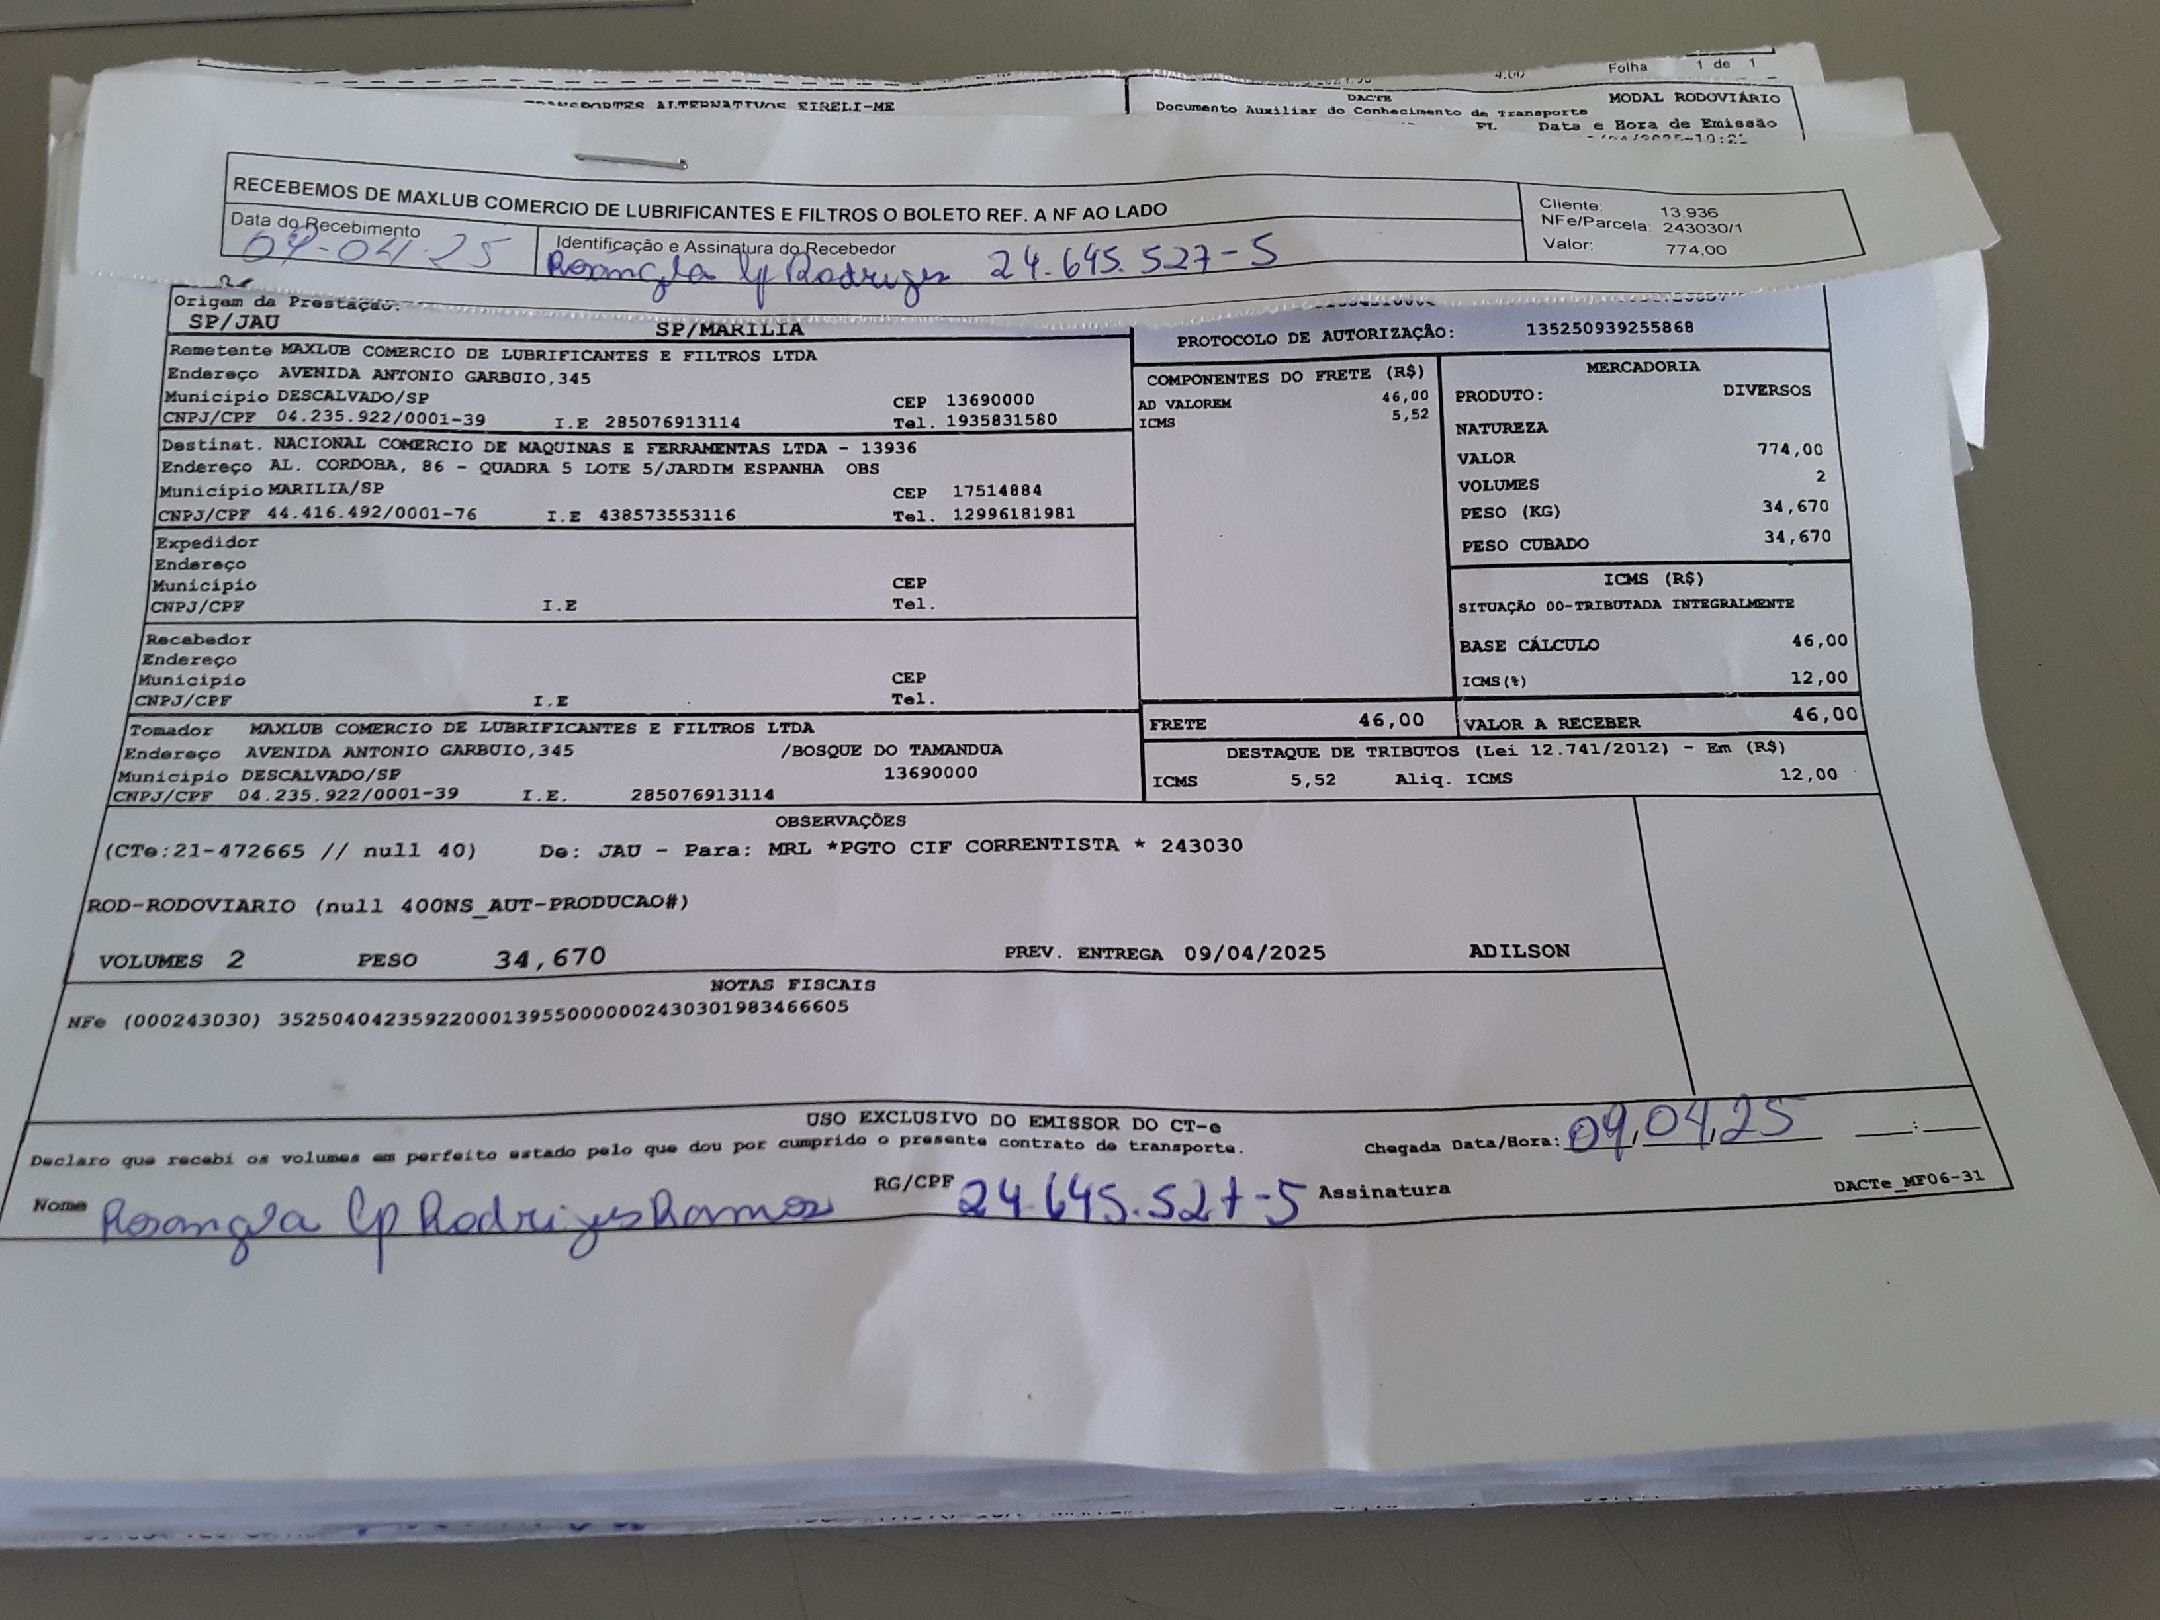 Folha 1 de 1
TRANSPORTES ALTERNATIVOS EIRELI-ME
DACTE
MODAL RODOVIÁRIO
Documento Auxiliar do Conhecimento de Transporte
FL Data e Hora de Emissão
RECEBEMOS DE MAXLUB COMERCIO DE LUBRIFICANTES E FILTROS O BOLETO REF. A NF AO LADO
Cliente: 13.936
NFe/Parcela: 243030/1
Valor: 774,00
Data do Recebimento
09-04-25
Identificação e Assinatura do Recebedor
Rosangela Ap Rodrigues 24.645.527-5
Origem da Prestação:
SP/JAU SP/MARILIA
PROTOCOLO DE AUTORIZAÇÃO: 135250939255868
Remetente MAXLUB COMERCIO DE LUBRIFICANTES E FILTROS LTDA
Endereço AVENIDA ANTONIO GARBUIO,345
Município DESCALVADO/SP CEP 13690000
CNPJ/CPF 04.235.922/0001-39 I.E 285076913114 Tel. 1935831580
Destinat. NACIONAL COMERCIO DE MAQUINAS E FERRAMENTAS LTDA - 13936
Endereço AL. CORDOBA, 86 - QUADRA 5 LOTE 5/JARDIM ESPANHA OBS
Município MARILIA/SP CEP 17514884
CNPJ/CPF 44.416.492/0001-76 I.E 438573553116 Tel. 12996181981
Expedidor
Endereço
Município CEP
CNPJ/CPF I.E Tel.
Recebedor
Endereço
Município CEP
CNPJ/CPF I.E Tel.
Tomador MAXLUB COMERCIO DE LUBRIFICANTES E FILTROS LTDA
Endereço AVENIDA ANTONIO GARBUIO,345 /BOSQUE DO TAMANDUA
Município DESCALVADO/SP 13690000
CNPJ/CPF 04.235.922/0001-39 I.E. 285076913114
COMPONENTES DO FRETE (R$)
AD VALOREM 46,00
ICMS 5,52
FRETE 46,00
MERCADORIA
PRODUTO: DIVERSOS
NATUREZA
VALOR 774,00
VOLUMES 2
PESO (KG) 34,670
PESO CUBADO 34,670
ICMS (R$)
SITUAÇÃO 00-TRIBUTADA INTEGRALMENTE
BASE CÁLCULO 46,00
ICMS(%) 12,00
VALOR A RECEBER 46,00
DESTAQUE DE TRIBUTOS (Lei 12.741/2012) - Em (R$)
ICMS 5,52 Aliq. ICMS 12,00
OBSERVAÇÕES
(CTe:21-472665 // null 40) De: JAU - Para: MRL *PGTO CIF CORRENTISTA * 243030
ROD-RODOVIARIO (null 400NS_AUT-PRODUCAO#)
VOLUMES 2 PESO 34,670 PREV. ENTREGA 09/04/2025 ADILSON
NOTAS FISCAIS
NFe (000243030) 35250404235922000139550000002430301983466605
USO EXCLUSIVO DO EMISSOR DO CT-e
Declaro que recebi os volumes em perfeito estado pelo que dou por cumprido o presente contrato de transporte.
Chegada Data/Hora: 09,04,25 :
Nome Rosangela Ap Rodrigues Ramos RG/CPF 24.645.527-5 Assinatura
DACTe_MF06-31